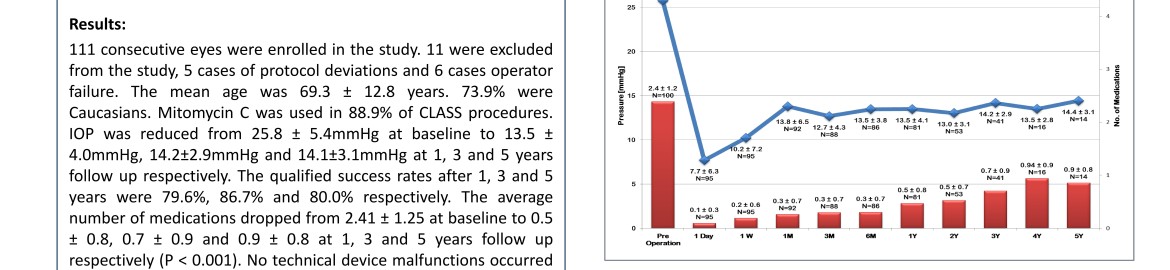 Results:
111 consecutive eyes were enrolled in the study. 11 were excluded
from the study, 5 cases of protocol deviations and 6 cases operator
failure. The mean age was 69.3 ± 12.8 years. 73.9% were
Caucasians. Mitomycin C was used in 88.9% of CLASS procedures.
IOP was reduced from 25.8 ± 5.4mmHg at baseline to 13.5 ±
4.0mmHg, 14.2±2.9mmHg and 14.1±3.1mmHg at 1, 3 and 5 years
follow up respectively. The qualified success rates after 1, 3 and 5
years were 79.6%, 86.7% and 80.0% respectively. The average
number of medications dropped from 2.41 ± 1.25 at baseline to 0.5
± 0.8, 0.7 ± 0.9 and 0.9 ± 0.8 at 1, 3 and 5 years follow up
respectively (P < 0.001). No technical device malfunctions occurred
Pressure[mmHg]
25
20
15
10
5
0
2.4 ± 1.2
N=100
7.7 ± 6.3
N=95
10.2 ± 7.2
N=95
13.8 ± 6.5
N=92
12.7 ± 4.3
N=88
13.5 ± 3.8
N=86
13.5 ± 4.1
N=81
13.0 ± 3.1
N=53
14.2 ± 2.9
N=41
13.5 ± 2.8
N=16
14.4 ± 3.1
N=14
0.1 ± 0.3
N=95
0.2 ± 0.6
N=95
0.3 ± 0.7
N=92
0.3 ± 0.7
N=88
0.3 ± 0.7
N=86
0.5 ± 0.8
N=81
0.5 ± 0.7
N=53
0.7 ± 0.9
N=41
0.94 ± 0.9
N=16
0.9 ± 0.8
N=14
Pre
Operation
1 Day
1 W
1M
3M
6M
1Y
2Y
3Y
4Y
5Y
4
3
2
1
0
No. of Medications